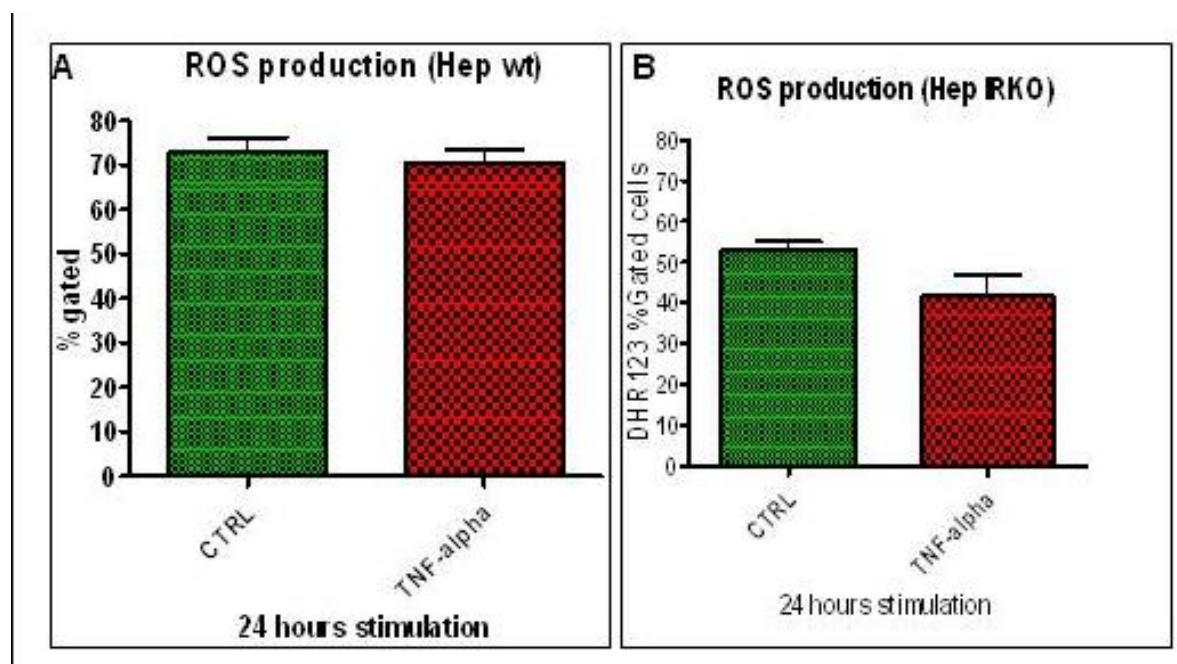 A
ROS production (Hep wt)
80
70
60
50
40
30
20
10
0
% gated
CTRL
TNF-alpha
24 hours stimulation
B
ROS production (Hep IRKO)
80
70
60
50
40
30
20
10
0
DHR123 %Gated cells
CTRL
TNF-alpha
24 hours stimulation